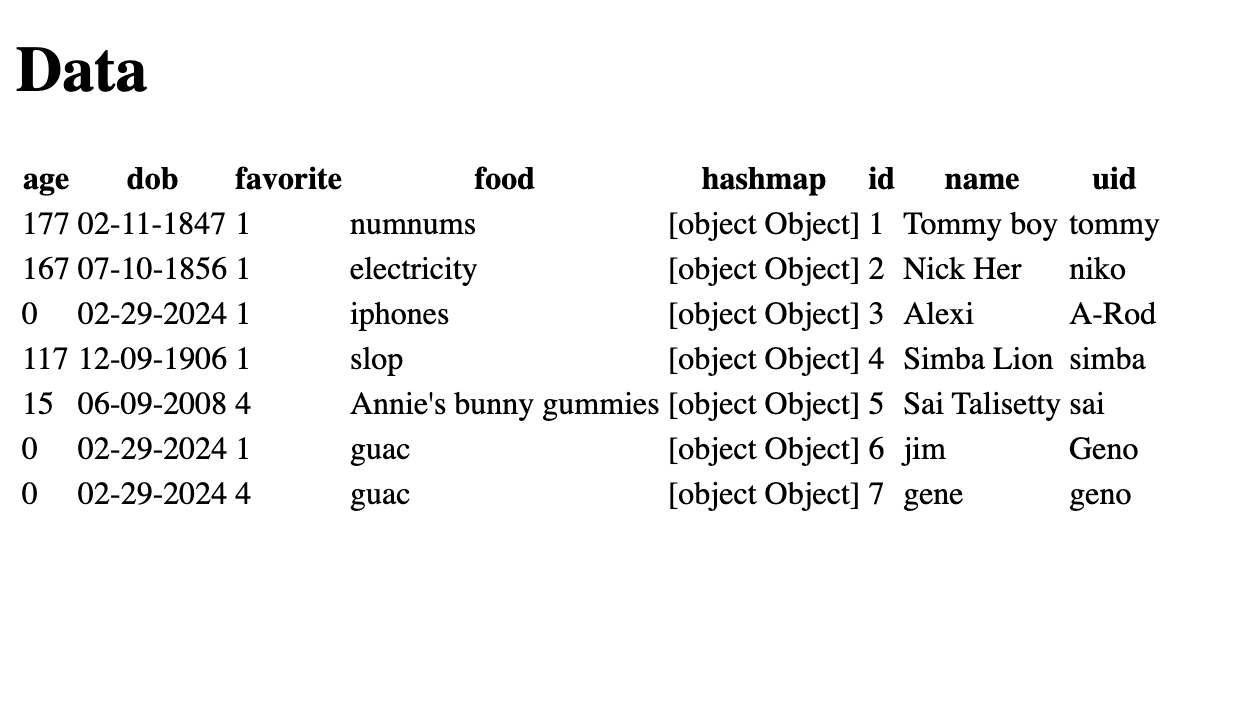 Data
age dob favorite food hashmap id name uid
177 02-11-1847 1 numnums [object Object] 1 Tommy boy tommy
167 07-10-1856 1 electricity [object Object] 2 Nick Her niko
0 02-29-2024 1 iphones [object Object] 3 Alexi A-Rod
117 12-09-1906 1 slop [object Object] 4 Simba Lion simba
15 06-09-2008 4 Annie's bunny gummies [object Object] 5 Sai Talisetty sai
0 02-29-2024 1 guac [object Object] 6 jim Geno
0 02-29-2024 4 guac [object Object] 7 gene geno